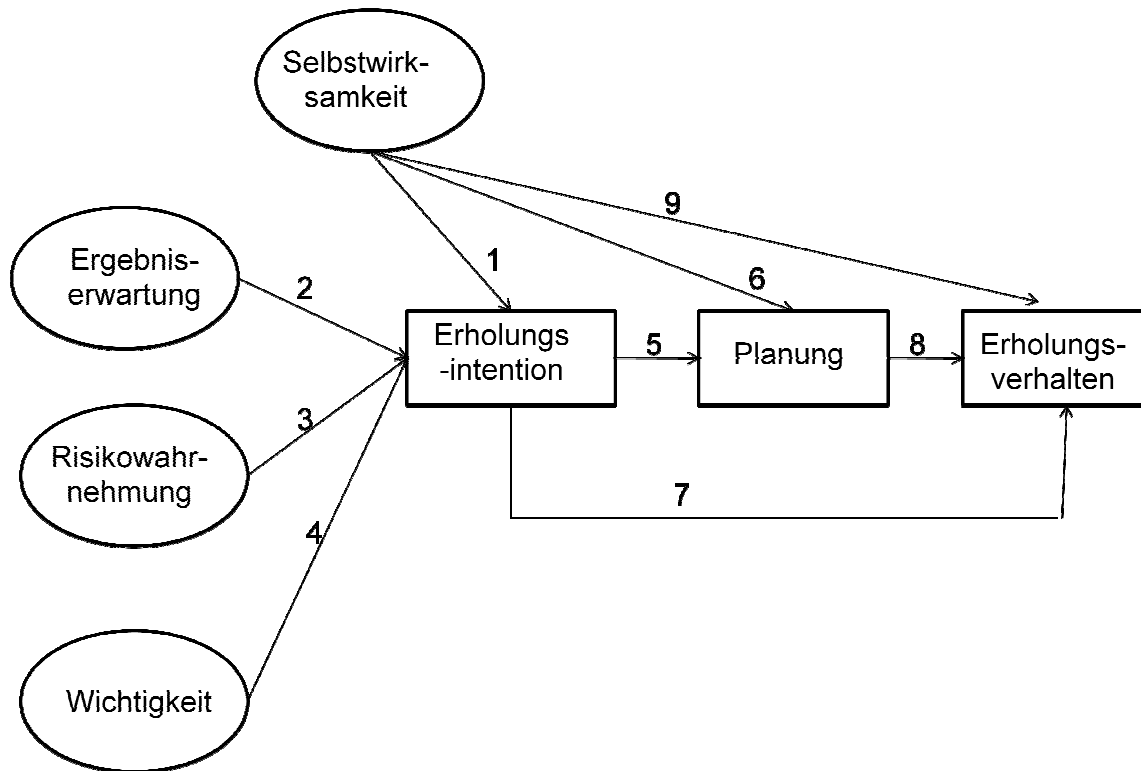 Selbstwirk-
samkeit
9
Ergebnis-
erwartung
2
1
6
Erholungs
-intention
5
Planung
8
Erholungs-
verhalten
Risikowahr-
nehmung
3
4
7
Wichtigkeit